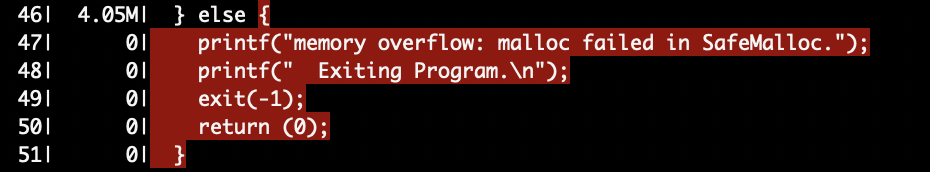 46|  4.05M|  } else {
47|      0|    printf("memory overflow: malloc failed in SafeMalloc.");
48|      0|    printf("  Exiting Program.\n");
49|      0|    exit(-1);
50|      0|    return (0);
51|      0|  }